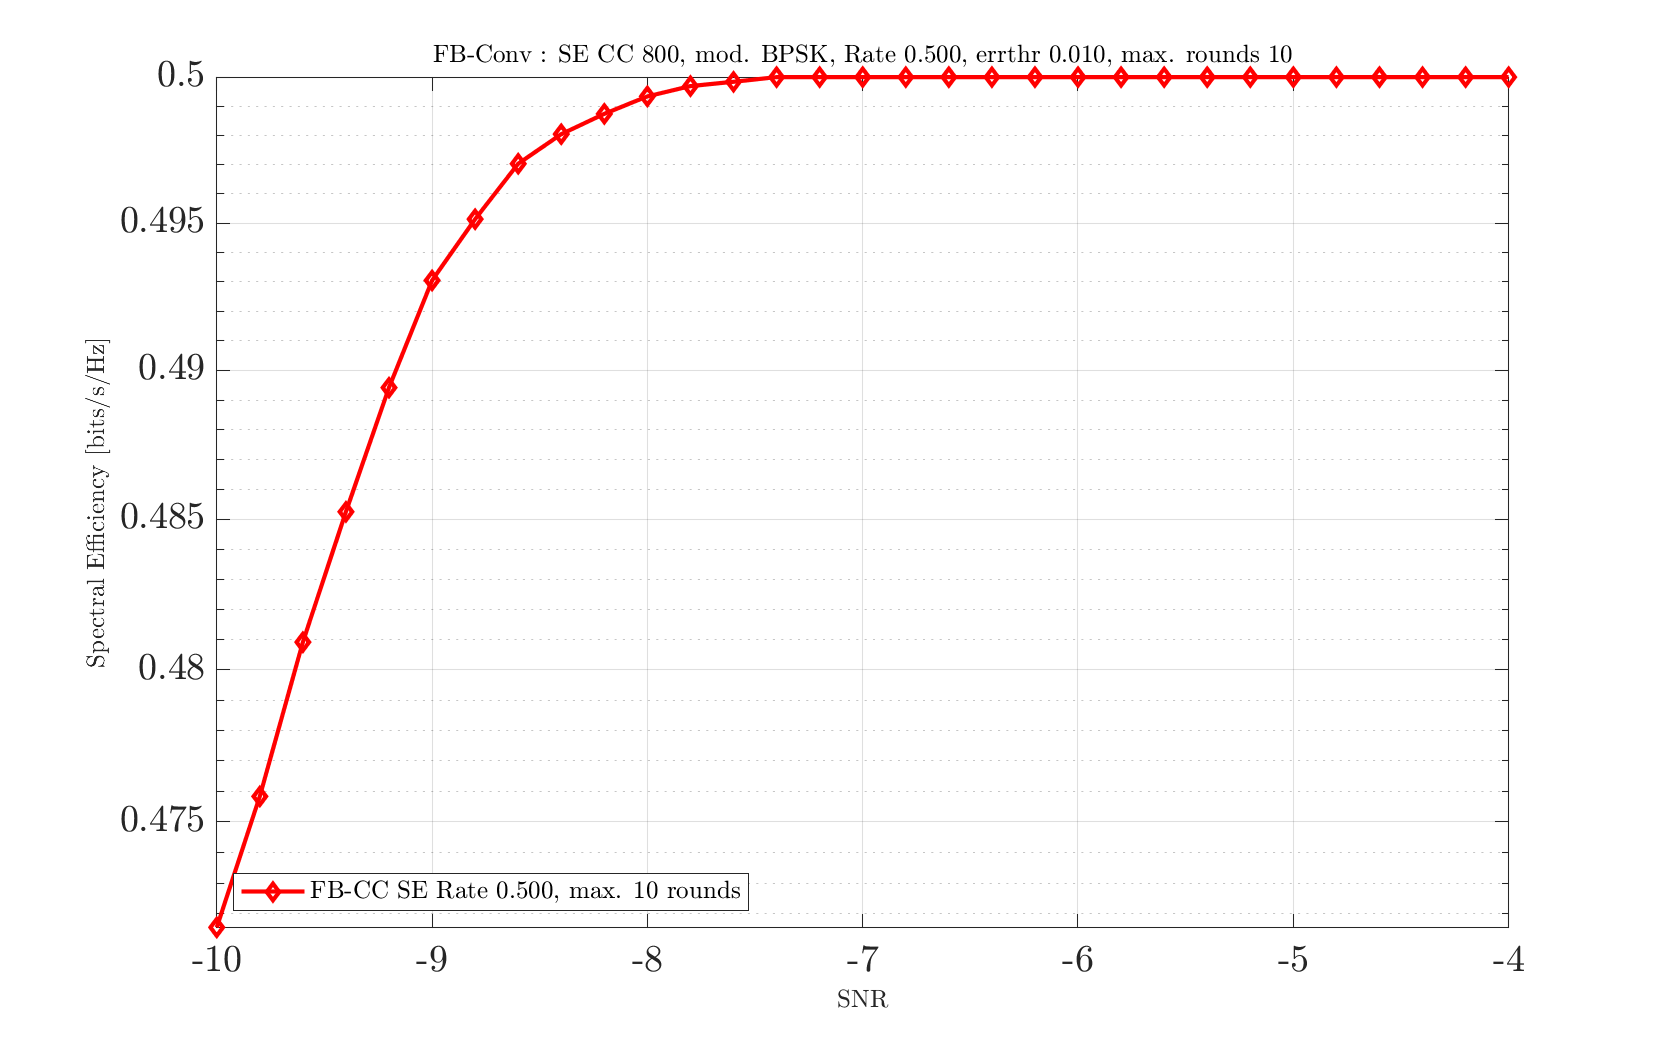 FB-Conv : SE CC 800, mod. BPSK, Rate 0.500, errthr 0.010, max. rounds 10
0.5
0.495
0.49
0.485
0.48
0.475
Spectral Efficiency [bits/s/Hz]
FB-CC SE Rate 0.500, max. 10 rounds
-10 -9 -8 -7 -6 -5 -4
SNR